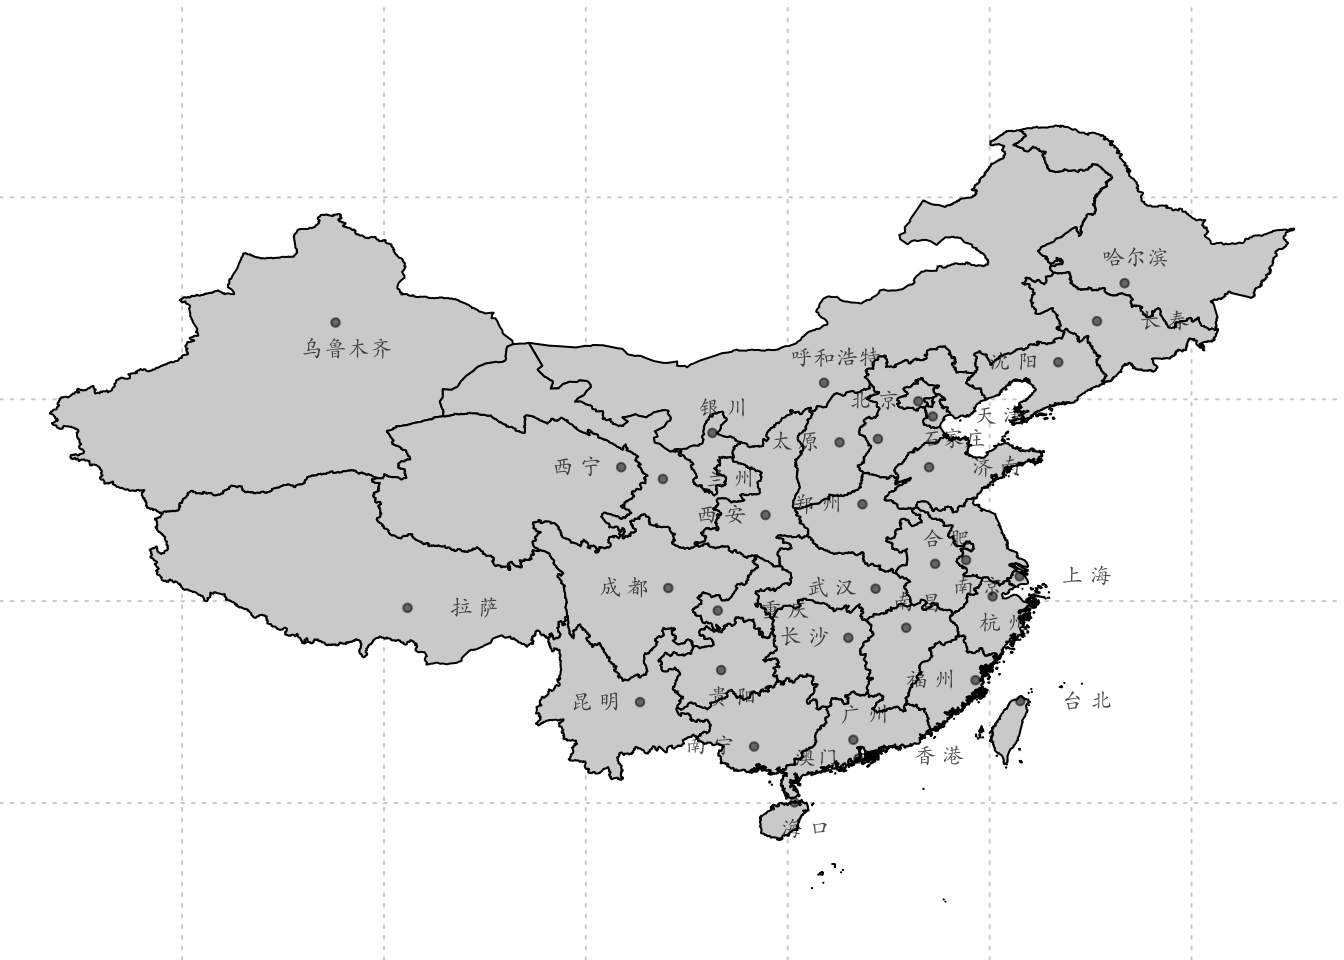 哈尔滨
长春
乌鲁木齐
呼和浩特
沈阳
北京
银川
天津
石家庄
太原
西宁
济南
兰州
郑州
西安
合肥
上海
成都
武汉
南京
南昌
拉萨
重庆
杭州
长沙
福州
贵阳
昆明
台北
广州
南宁
澳门
香港
海口